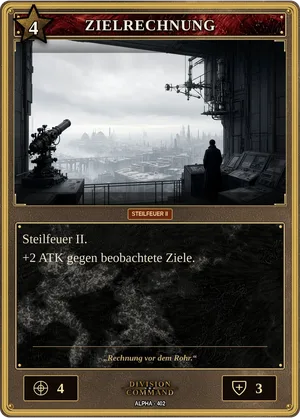 4
ZIELRECHNUNG
STEILFEUER II
Steilfeuer II.
+2 ATK gegen beobachtete Ziele.
„Rechnung vor dem Rohr.“
4
DIVISION
COMMAND
3
ALPHA - 402